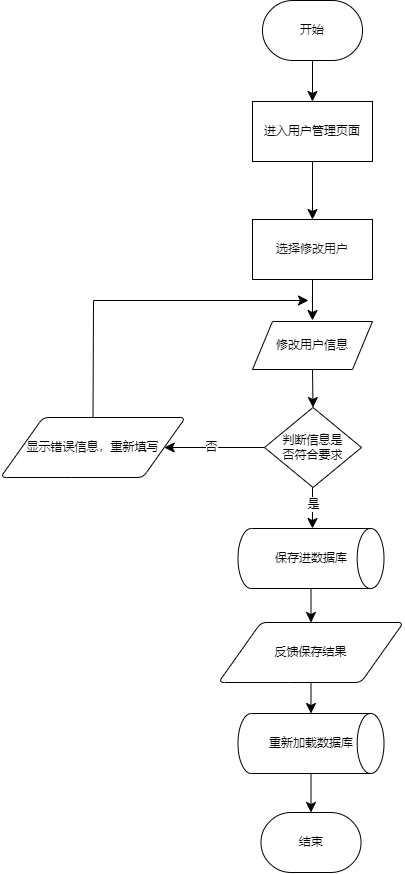 开始
进入用户管理页面
选择修改用户
修改用户信息
判断信息是
否符合要求
否
显示错误信息，重新填写
是
保存进数据库
反馈保存结果
重新加载数据库
结束